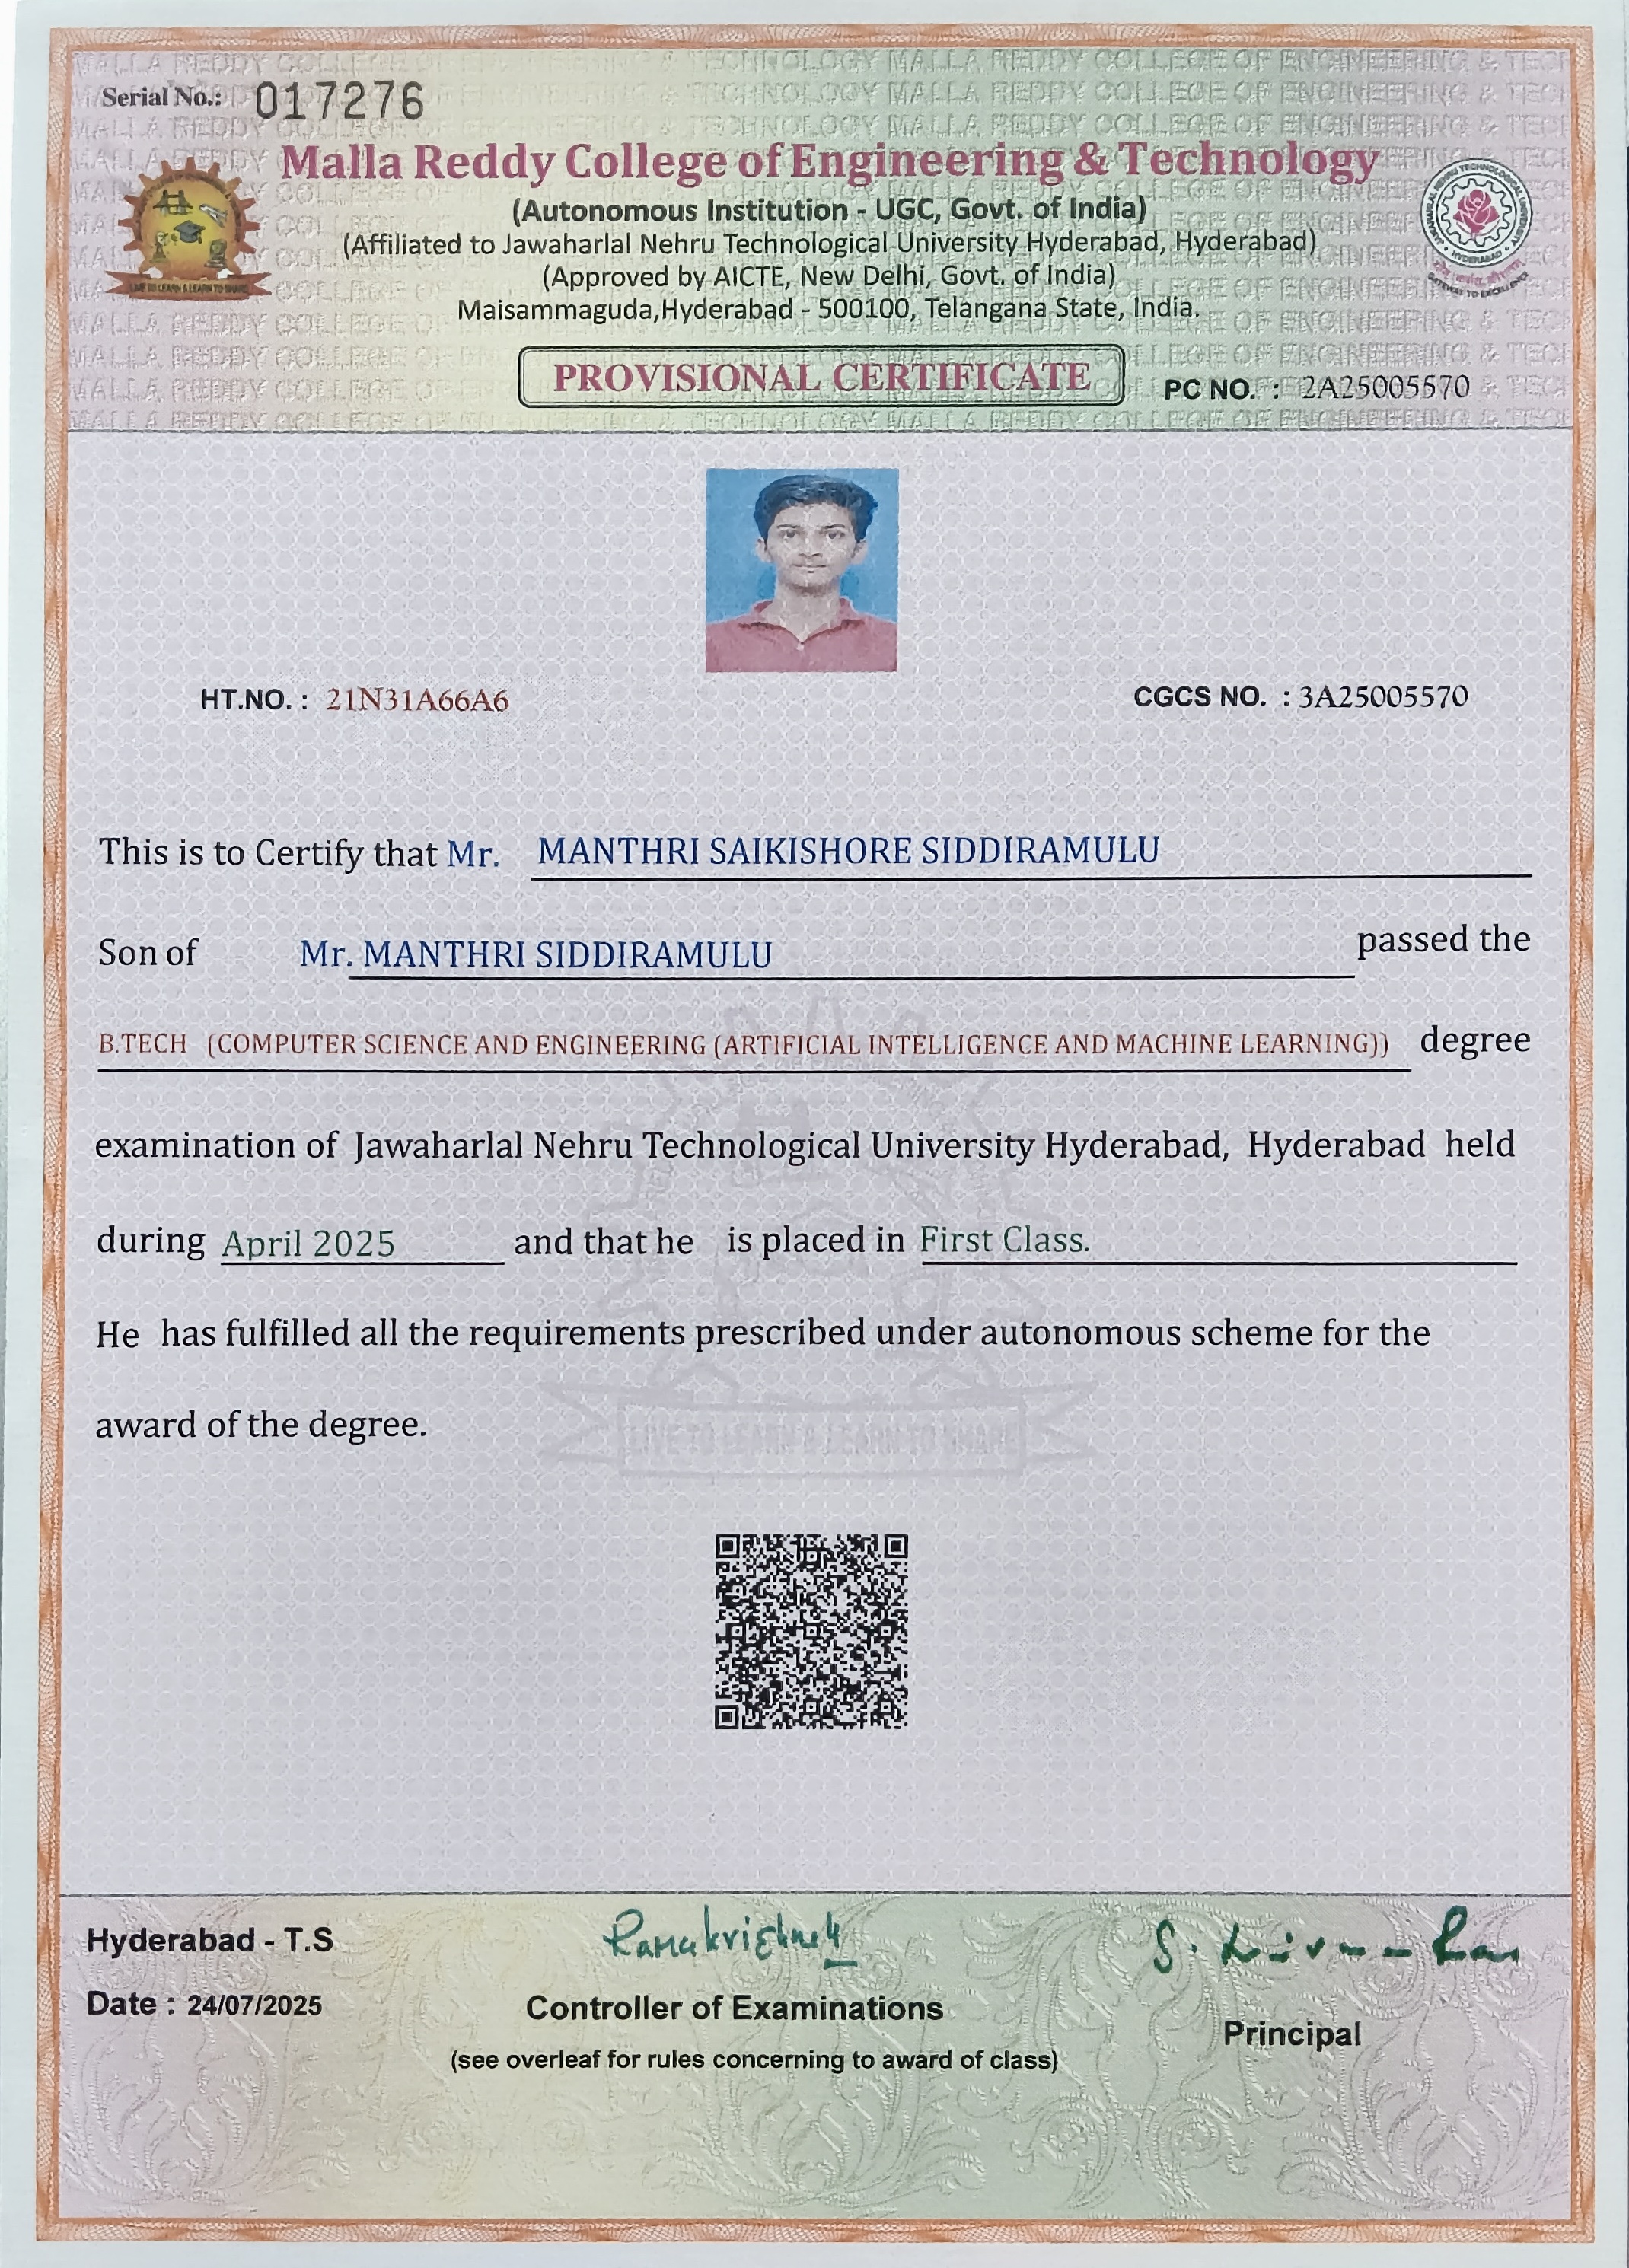 Serial No.: 017276
Malla Reddy College of Engineering & Technology
(Autonomous Institution - UGC, Govt. of India)
(Affiliated to Jawaharlal Nehru Technological University Hyderabad, Hyderabad)
(Approved by AICTE, New Delhi, Govt. of India)
Maisammaguda,Hyderabad - 500100, Telangana State, India.
LIVE TO LEARN & LEARN TO SHARE
JAWAHARLAL NEHRU TECHNOLOGICAL UNIVERSITY
HYDERABAD
GATEWAY TO EXCELLENCE
PROVISIONAL CERTIFICATE
PC NO. : 2A25005570
HT.NO. : 21N31A66A6
CGCS NO. : 3A25005570
This is to Certify that Mr. MANTHRI SAIKISHORE SIDDIRAMULU
Son of Mr. MANTHRI SIDDIRAMULU passed the
B.TECH (COMPUTER SCIENCE AND ENGINEERING (ARTIFICIAL INTELLIGENCE AND MACHINE LEARNING)) degree
examination of Jawaharlal Nehru Technological University Hyderabad, Hyderabad held
during April 2025 and that he is placed in First Class.
He has fulfilled all the requirements prescribed under autonomous scheme for the
award of the degree.
LIVE TO LEARN & LEARN TO SHARE
Hyderabad - T.S
Date : 24/07/2025
Controller of Examinations
(see overleaf for rules concerning to award of class)
Principal